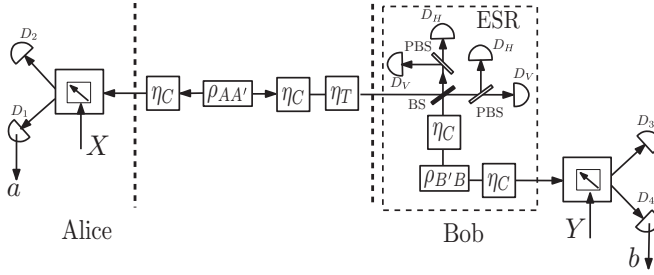 D_2
D_H
ESR
PBS
D_H
D_V
D_V
η_C
ρ_{AA'}
η_C
η_T
BS
PBS
D_1
X
η_C
D_3
a
ρ_{B'B}
η_C
D_4
Alice
Bob
Y
b